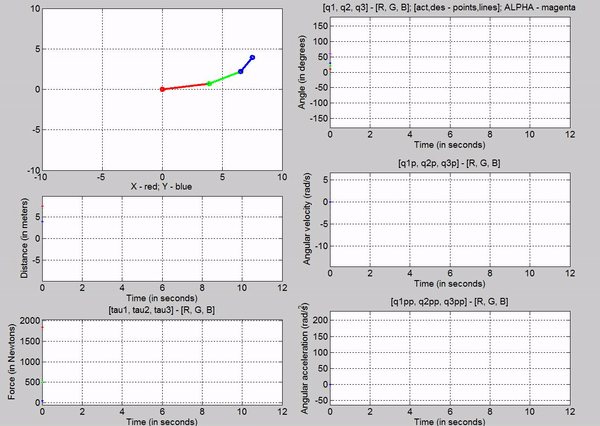 [q1, q2, q3] - [R, G, B]; [act,des - points,lines]; ALPHA - magenta
10
5
0
-5
-10
-10 -5 0 5 10
150
100
50
0
-50
-100
-150
Angle (in degrees)
0 2 4 6 8 10 12
Time (in seconds)
X - red; Y - blue
5
0
-5
Distance (in meters)
0 2 4 6 8 10 12
Time (in seconds)
[q1p, q2p, q3p] - [R, G, B]
5
0
-5
-10
Angular velocity (rad/s)
0 2 4 6 8 10 12
Time (in seconds)
[tau1, tau2, tau3] - [R, G, B]
2000
1500
1000
500
0
Force (in Newtons)
0 2 4 6 8 10 12
Time (in seconds)
[q1pp, q2pp, q3pp] - [R, G, B]
200
150
100
50
0
-50
Angular acceleration (rad/s²)
0 2 4 6 8 10 12
Time (in seconds)